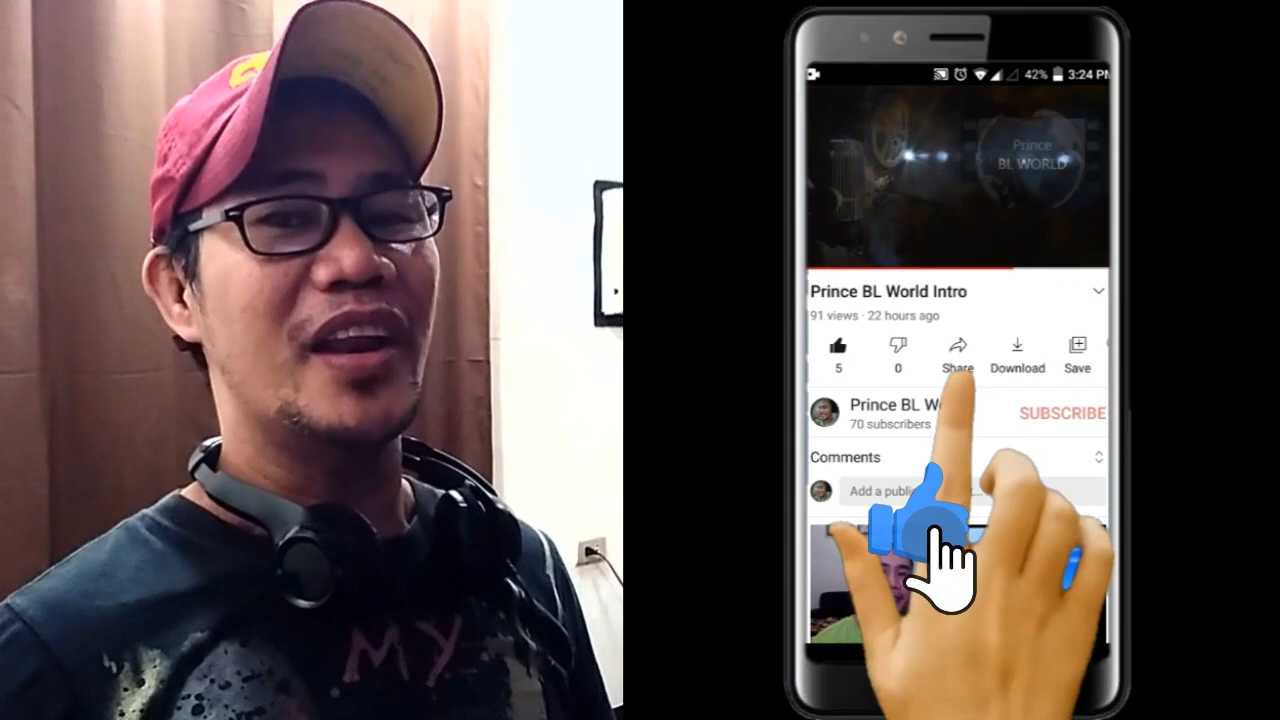 MY
42% 3:24 PM
Prince
BL WORLD
Prince BL World Intro
91 views · 22 hours ago
5 0 Share Download Save
Prince BL
70 subscribers
SUBSCRIBE
Comments
Add a